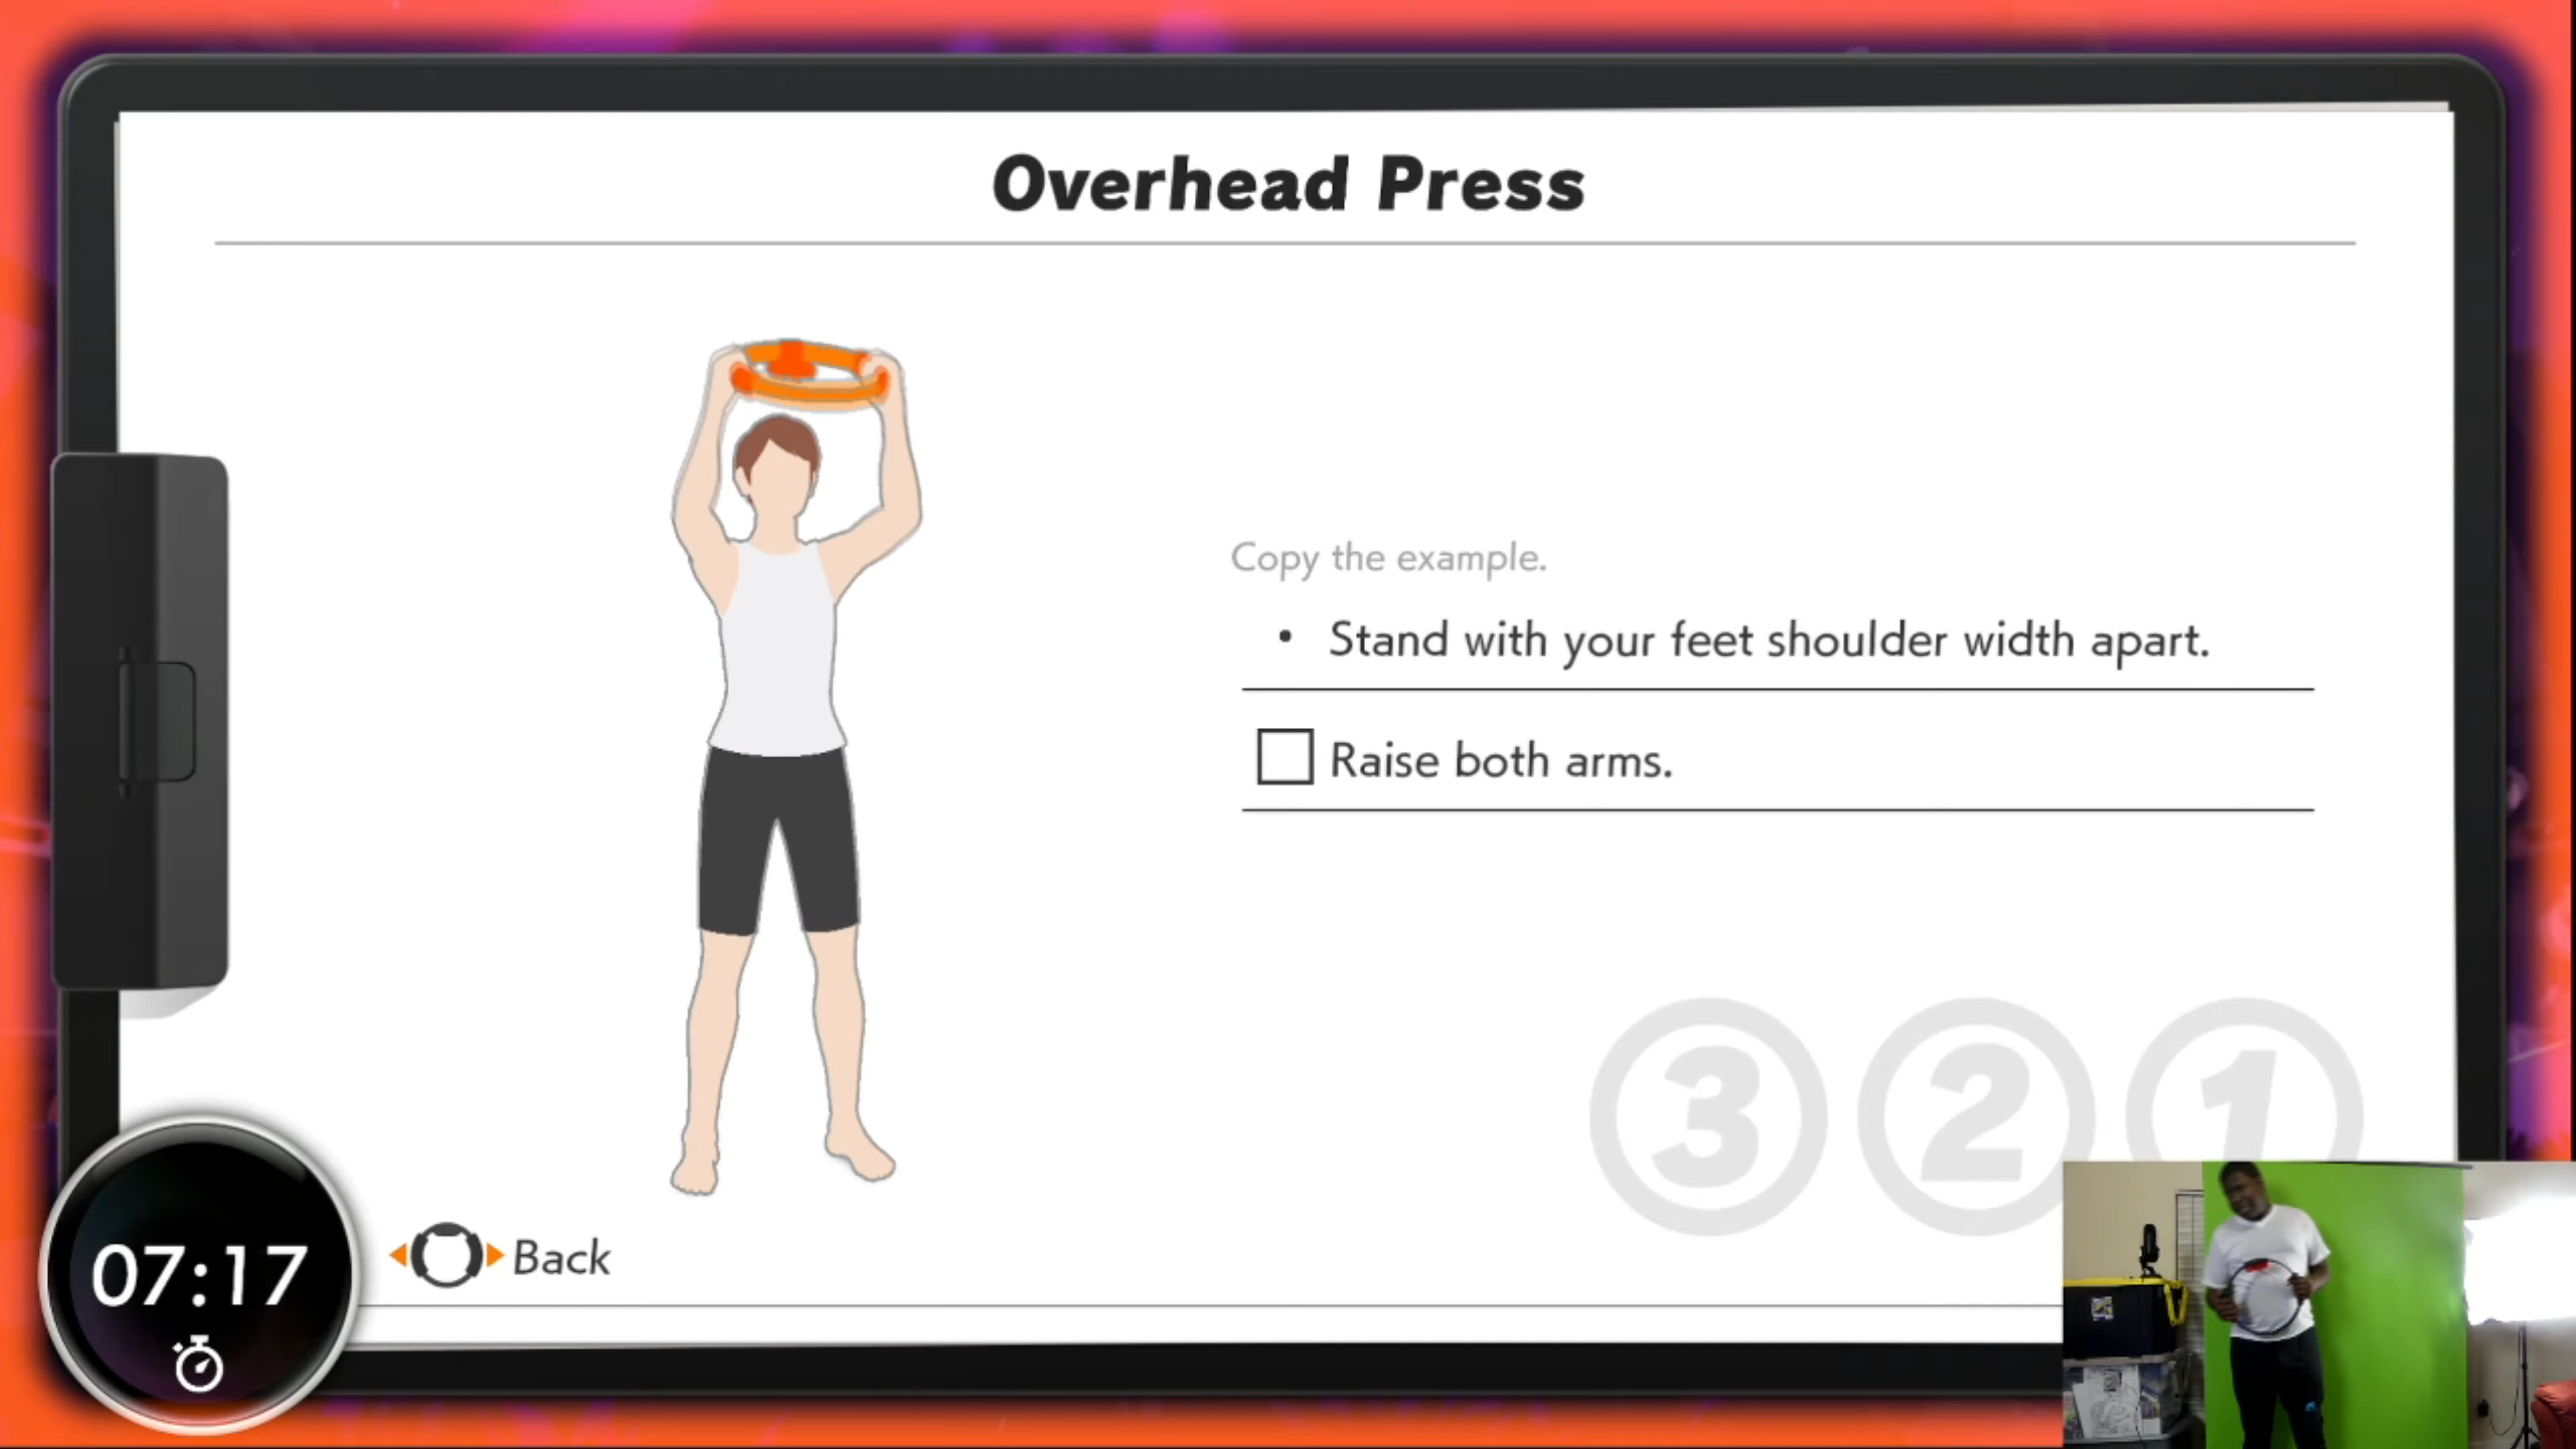 Overhead Press
Copy the example.
• Stand with your feet shoulder width apart.
Raise both arms.
3 2 1
07:17
Back